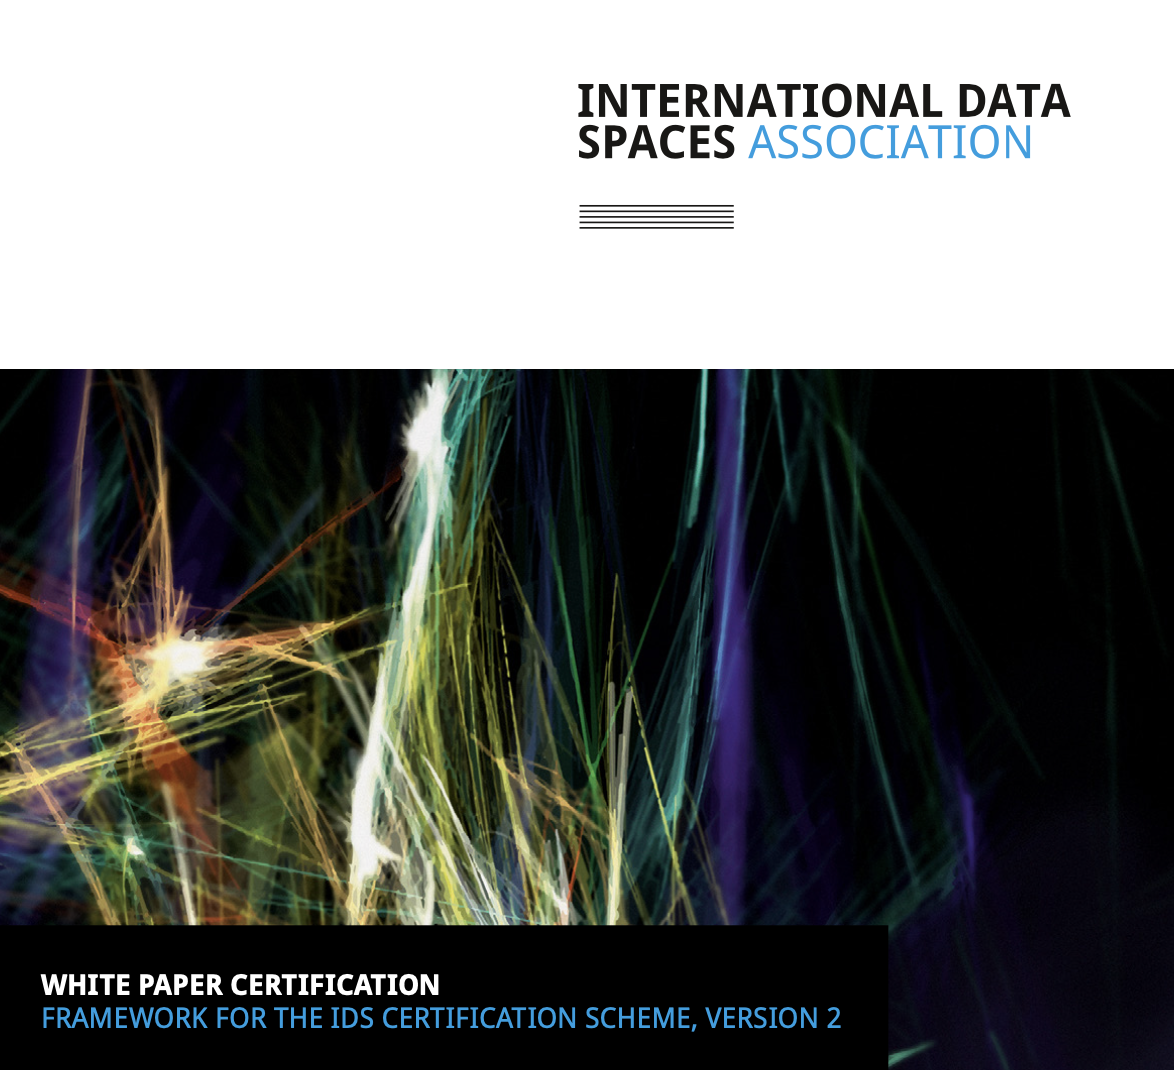 INTERNATIONAL DATA
SPACES ASSOCIATION
WHITE PAPER CERTIFICATION
FRAMEWORK FOR THE IDS CERTIFICATION SCHEME, VERSION 2